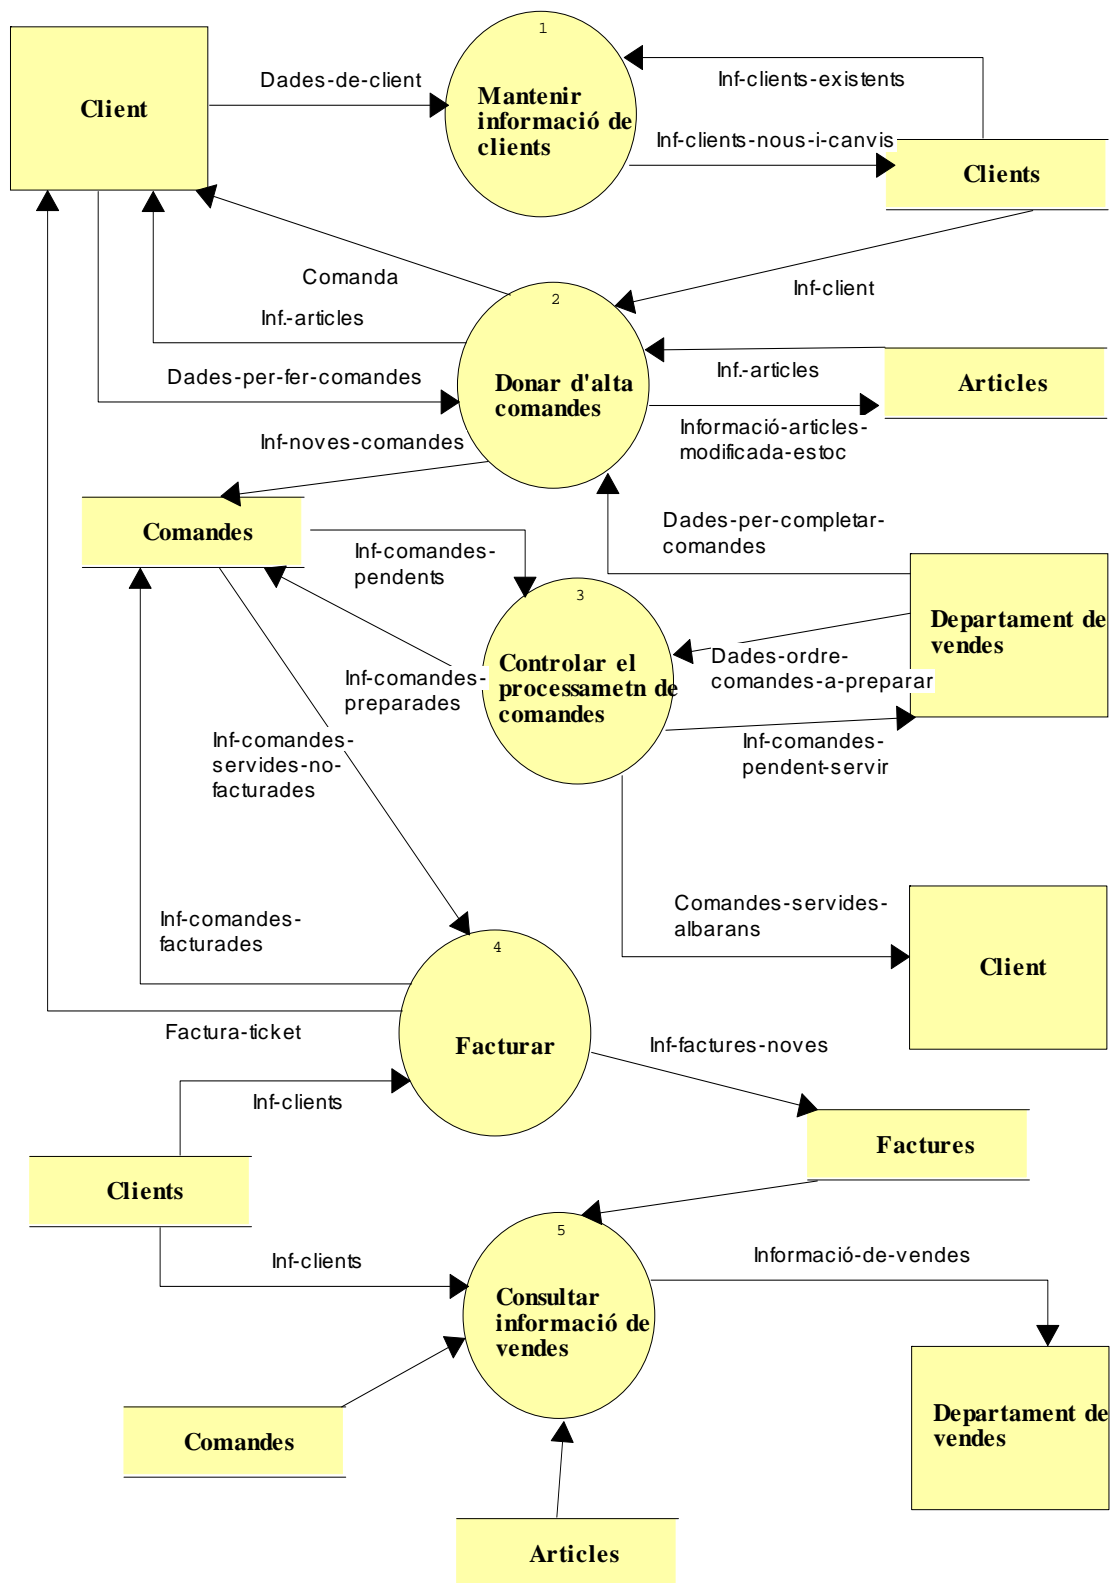 1
Client
Dades-de-client
Mantenir
informació de
clients
Inf-clients-existents
Inf-clients-nous-i-canvis
Clients
Comanda
Inf-client
2
Inf.-articles
Inf.-articles
Dades-per-fer-comandes
Donar d'alta
comandes
Articles
Informació-articles-
modificada-estoc
Inf-noves-comandes
Comandes
Dades-per-completar-
comandes
Inf-comandes-
pendents
3
Departament de
vendes
Controlar el
processametn de
comandes
Dades-ordre-
comandes-a-preparar
Inf-comandes-
preparades
Inf-comandes-
servides-no-
facturades
Inf-comandes-
pendent-servir
Comandes-servides-
albarans
Inf-comandes-
facturades
4
Client
Factura-ticket
Facturar
Inf-factures-noves
Inf-clients
Factures
Clients
5
Inf-clients
Informació-de-vendes
Consultar
informació de
vendes
Departament de
vendes
Comandes
Articles